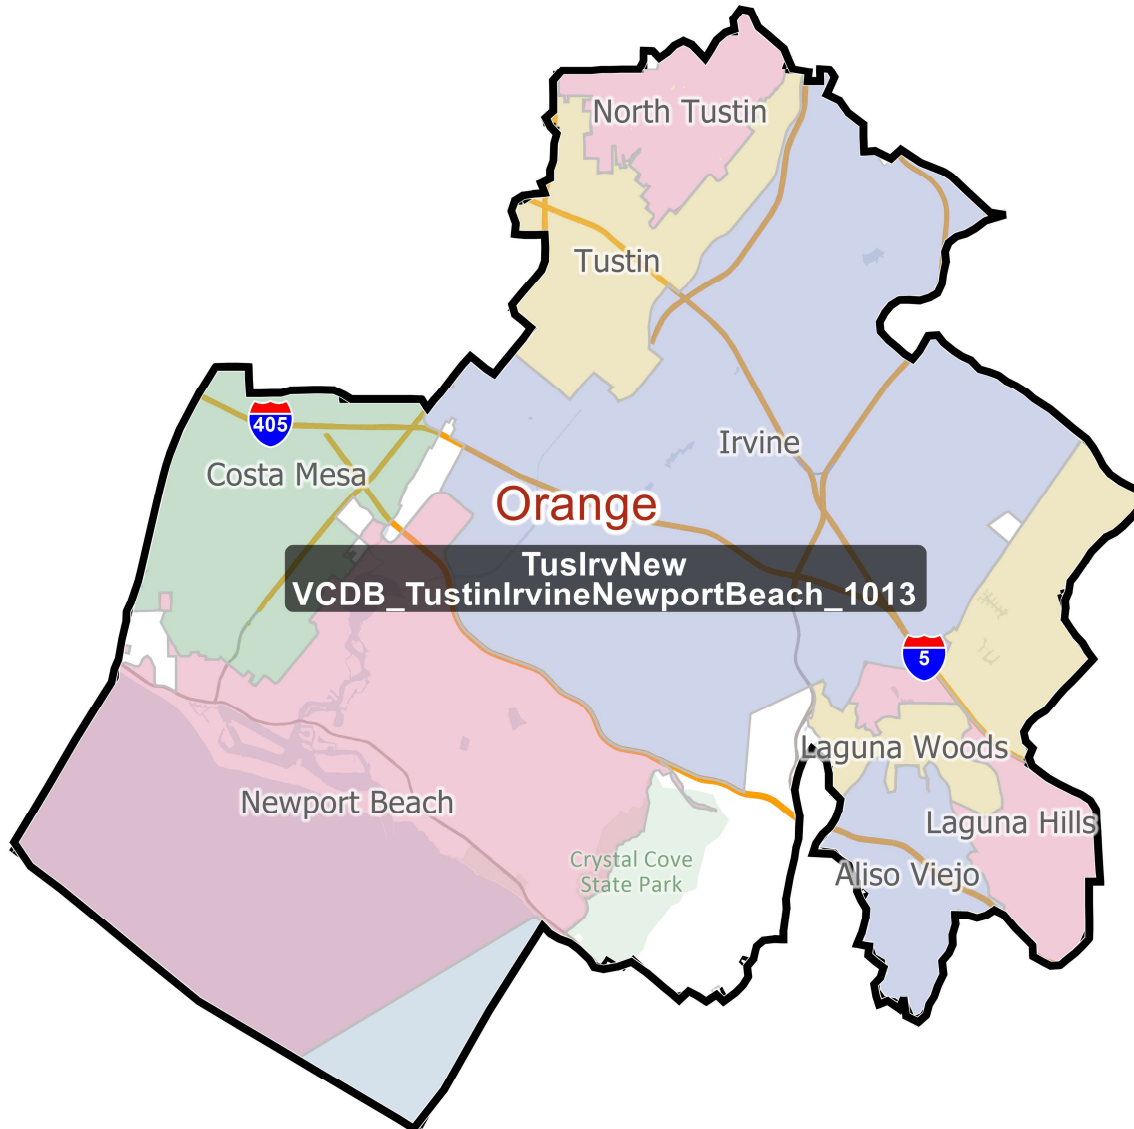 North Tustin
Tustin
405
Irvine
Costa Mesa
Orange
TusIrvNew
VCDB_TustinIrvineNewportBeach_1013
5
Laguna Woods
Newport Beach
Laguna Hills
Crystal Cove
State Park
Aliso Viejo